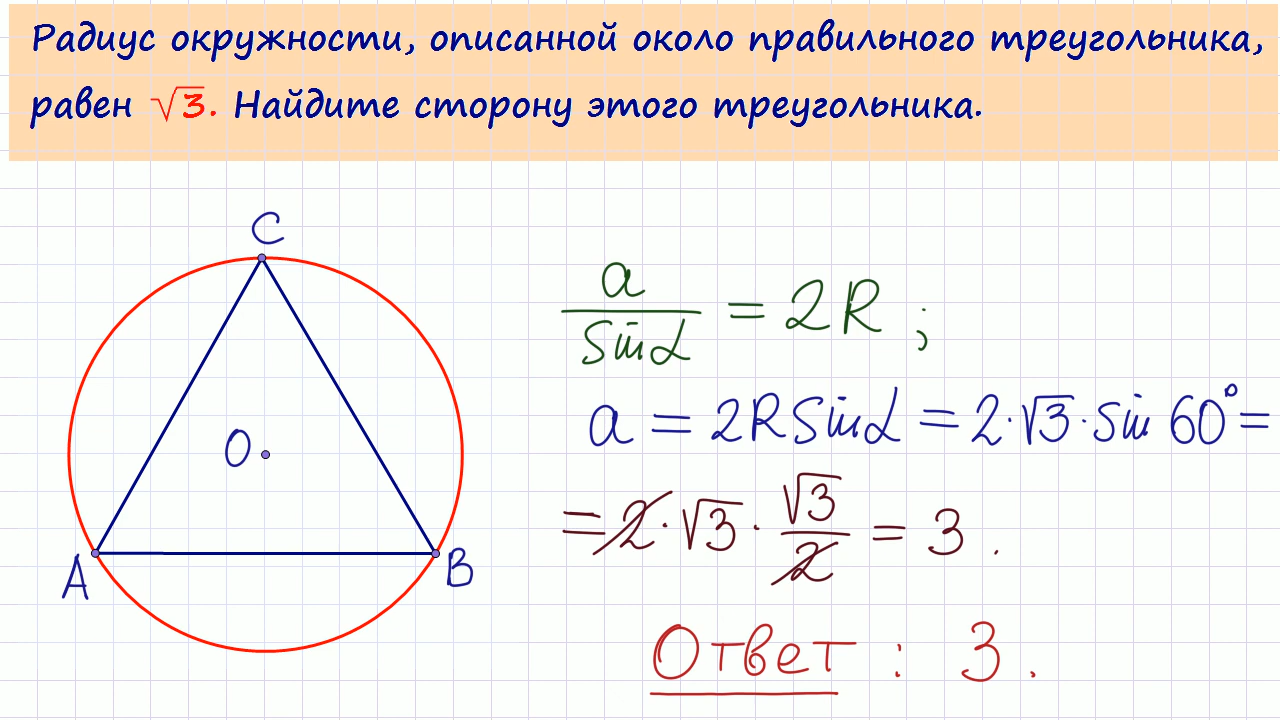 Радиус окружности, описанной около правильного треугольника,
равен √3. Найдите сторону этого треугольника.
C
O
A
B
a/sinα = 2R ;
a = 2R sinα = 2·√3·sin 60° =
= 2·√3·√3/2 = 3.
Ответ : 3.